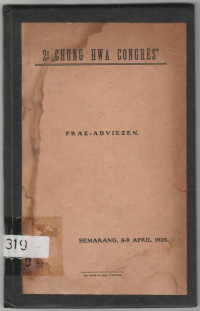 2e „CHUNG HWA CONGRES"
PRAE-ADVIEZEN.
SEMARANG, 8-9 APRIL 1928.
319